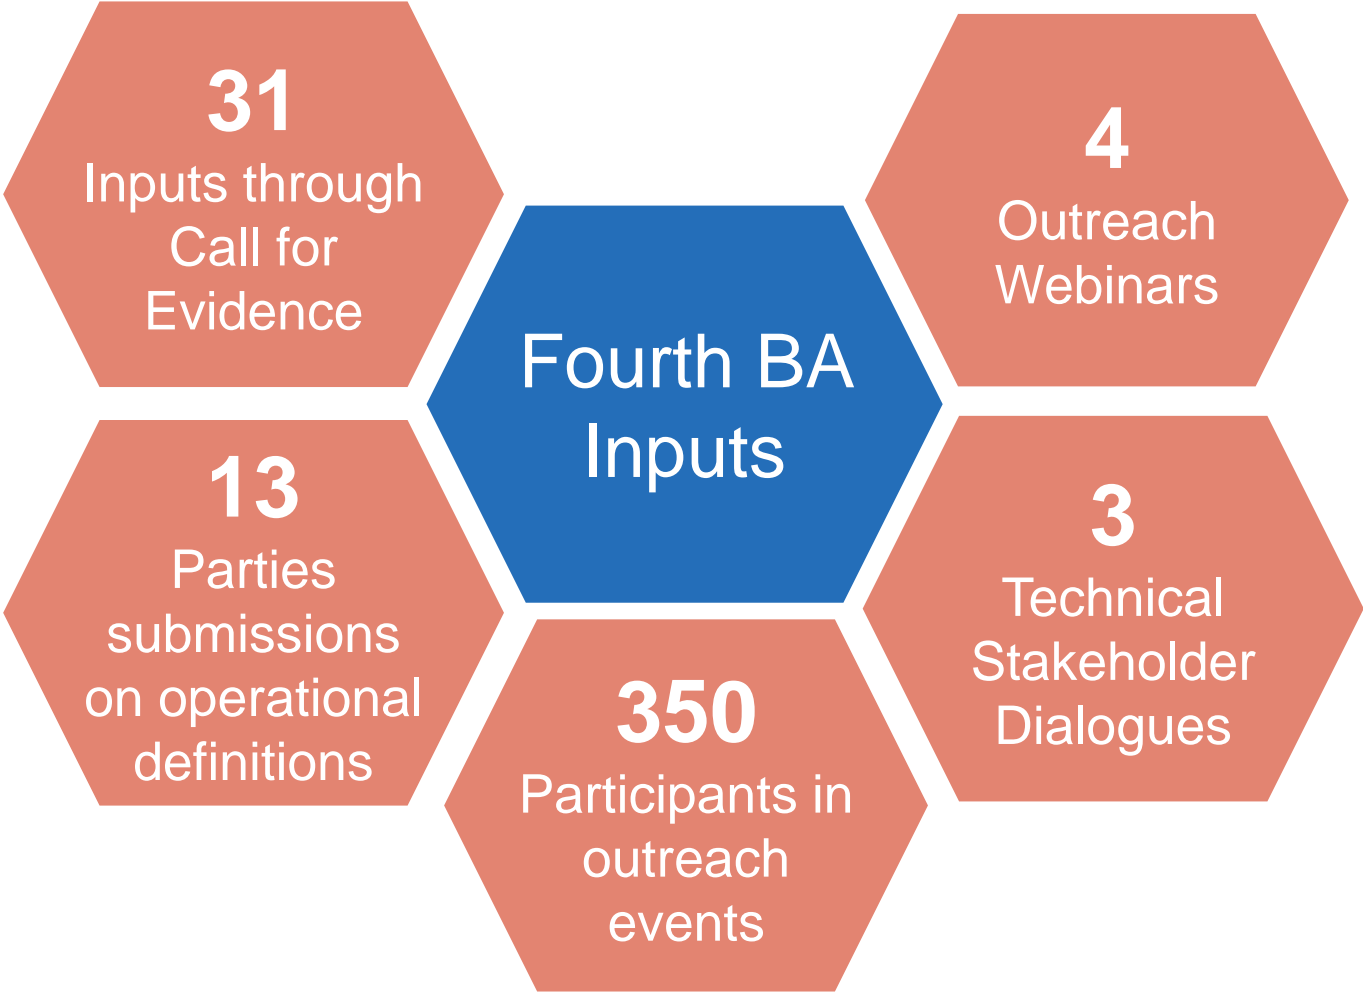 31
Inputs through
Call for
Evidence
4
Outreach
Webinars
Fourth BA
Inputs
13
Parties
submissions
on operational
definitions
3
Technical
Stakeholder
Dialogues
350
Participants in
outreach
events